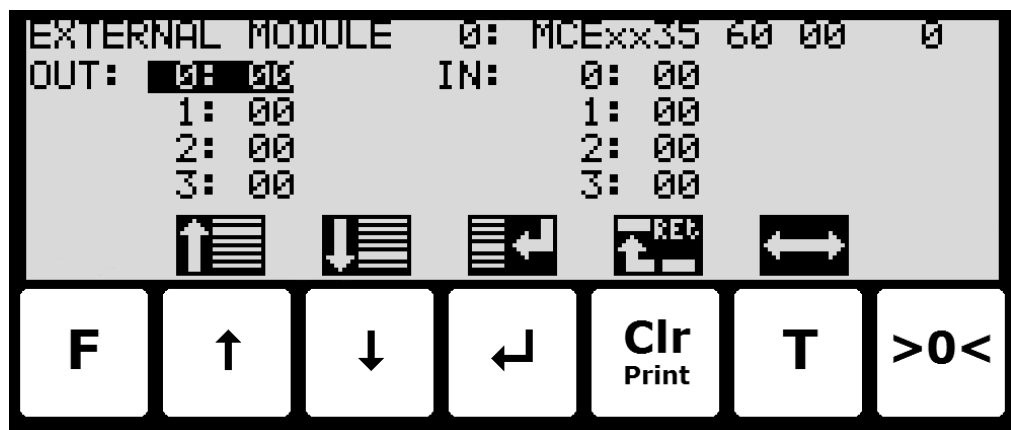 EXTERNAL MODULE 0: MCExx35 60 00 0
OUT: 0: 00 IN: 0: 00
1: 00 1: 00
2: 00 2: 00
3: 00 3: 00
REt
F ↑ ↓ ↵ Clr T >0<
Print